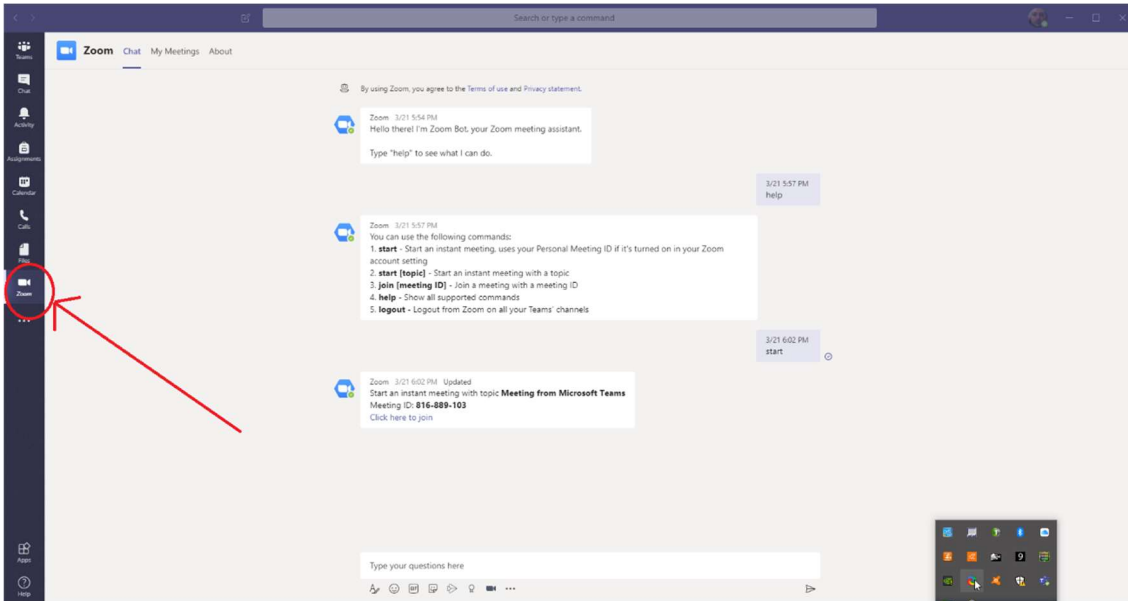 Search or type a command
Teams
Chat
Activity
Assignments
Calendar
Calls
Files
Zoom
Apps
Help
Zoom Chat My Meetings About
By using Zoom, you agree to the Terms of use and Privacy statement.
Zoom 3/21 5:54 PM
Hello there! I'm Zoom Bot, your Zoom meeting assistant.
Type "help" to see what I can do.
3/21 5:57 PM
help
Zoom 3/21 5:57 PM
You can use the following commands:
1. start - Start an instant meeting, uses your Personal Meeting ID if it's turned on in your Zoom
account setting
2. start [topic] - Start an instant meeting with a topic
3. join [meeting ID] - Join a meeting with a meeting ID
4. help - Show all supported commands
5. logout - Logout from Zoom on all your Teams' channels
3/21 6:02 PM
start
Zoom 3/21 6:02 PM Updated
Start an instant meeting with topic Meeting from Microsoft Teams
Meeting ID: 816-889-103
Click here to join
Type your questions here
GIF
9